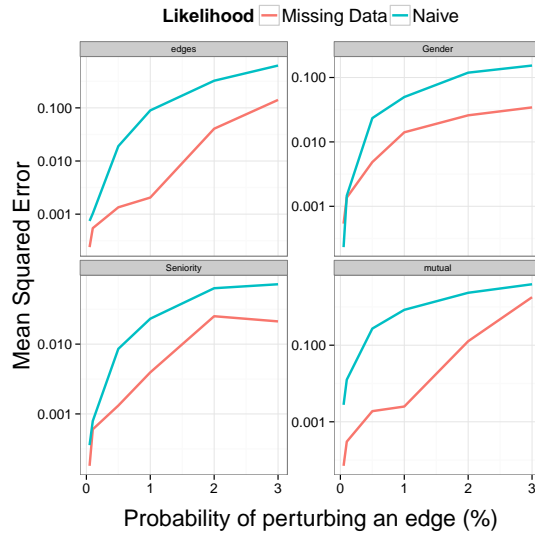 Likelihood Missing Data Naive
edges Gender
0.100
0.010
0.001
0.100
0.010
0.001
Seniority mutual
0.010
0.001
0.100
0.001
Mean Squared Error
0 1 2 3 0 1 2 3
Probability of perturbing an edge (%)